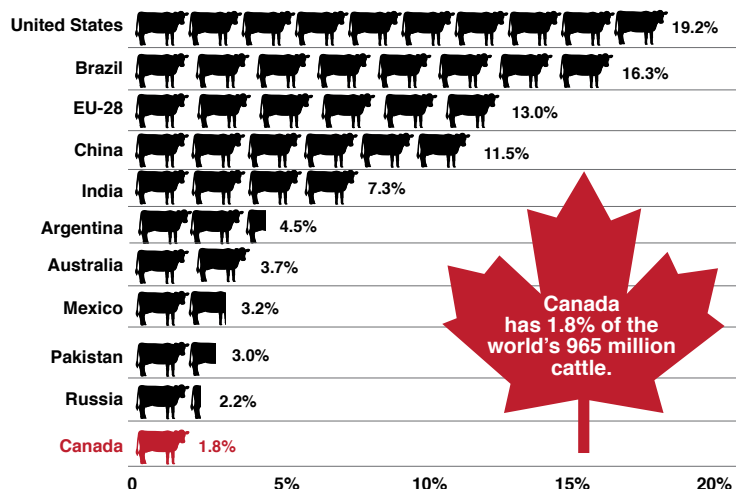 United States 19.2%
Brazil 16.3%
EU-28 13.0%
China 11.5%
India 7.3%
Argentina 4.5%
Australia 3.7%
Mexico 3.2%
Pakistan 3.0%
Russia 2.2%
Canada 1.8%
Canada
has 1.8% of the
world's 965 million
cattle.
0 5% 10% 15% 20%